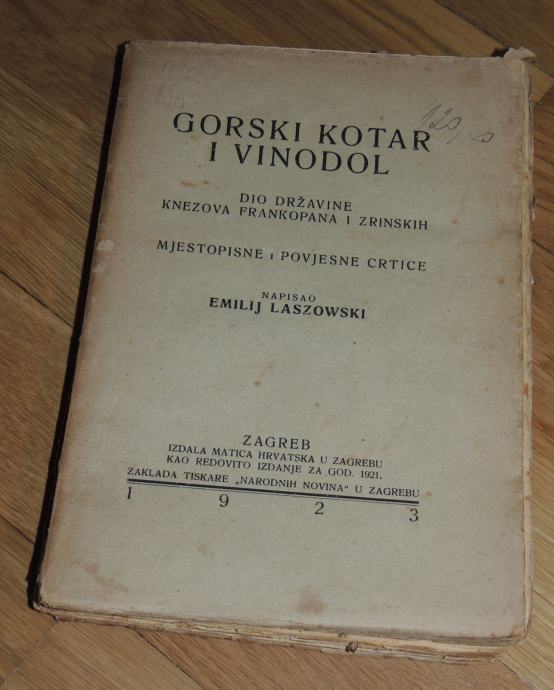 120,
GORSKI KOTAR
I VINODOL
DIO DRŽAVINE
KNEZOVA FRANKOPANA I ZRINSKIH
MJESTOPISNE I POVJESNE CRTICE
NAPISAO
EMILIJ LASZOWSKI
ZAGREB
IZDALA MATICA HRVATSKA U ZAGREBU
KAO REDOVITO IZDANJE ZA GOD. 1921.
ZAKLADA TISKARE „NARODNIH NOVINA" U ZAGREBU
1 9 2 3